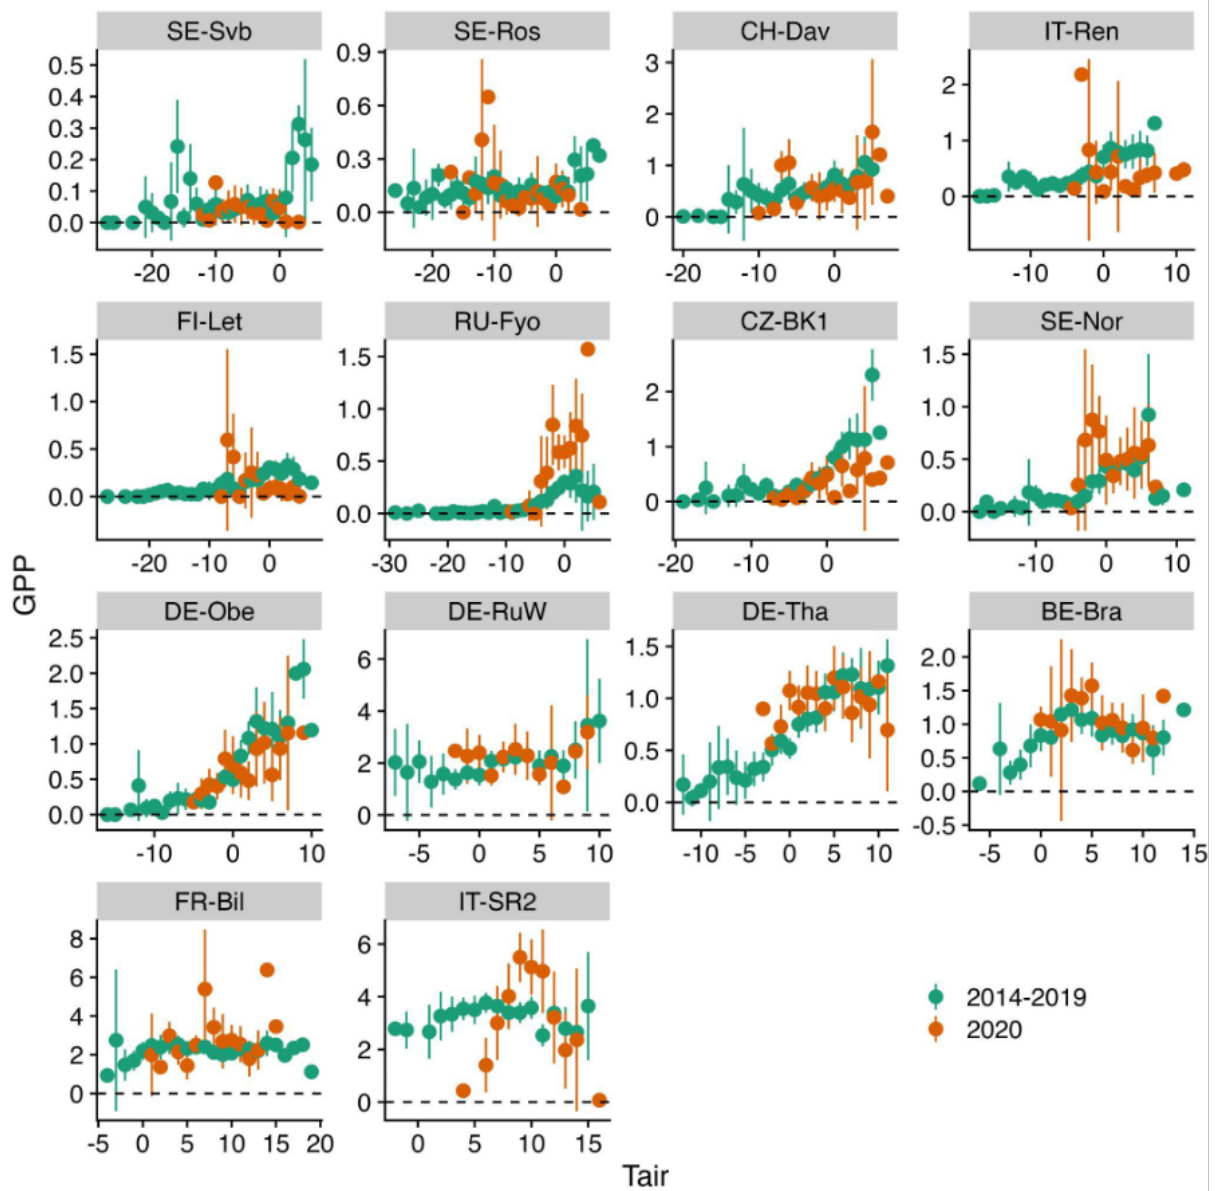 SE-Svb SE-Ros CH-Dav IT-Ren
0.5 0.4 0.3 0.2 0.1 0.0
0.9 0.6 0.3 0.0
3 2 1 0
2 1 0
-20 -10 0
-20 -10 0
-20 -15 -10 -5 0 5
-10 0 10
FI-Let RU-Fyo CZ-BK1 SE-Nor
1.5 1.0 0.5 0.0
1.5 1.0 0.5 0.0
2 1 0
1.5 1.0 0.5 0.0
-20 -10 0
-30 -20 -10 0
-20 -10 0
-10 0 10
GPP
DE-Obe DE-RuW DE-Tha BE-Bra
2.5 2.0 1.5 1.0 0.5 0.0
6 4 2 0
1.5 1.0 0.5 0.0
2.0 1.5 1.0 0.5 0.0 -0.5
-10 0 10
-5 0 5 10
-10 -5 0 5 10
-5 0 5 10 15
FR-Bil IT-SR2
8 6 4 2 0
6 4 2 0
-5 0 5 10 15 20
0 5 10 15
2014-2019
2020
Tair